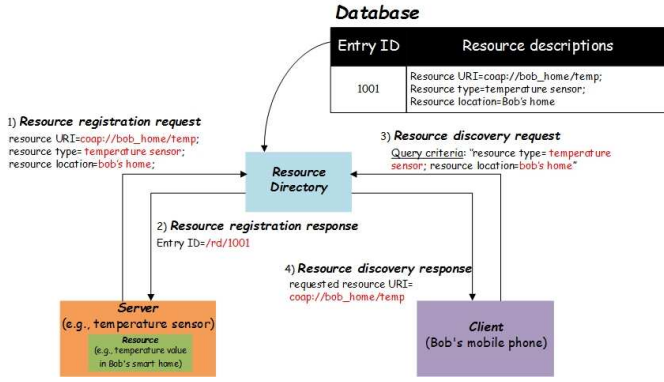 Database
Entry ID Resource descriptions
1001
Resource URI=coap://bob_home/temp;
Resource type=temperature sensor;
Resource location=Bob's home
1) Resource registration request
resource URI=coap://bob_home/temp;
resource type= temperature sensor;
resource location=bob's home;
3) Resource discovery request
Query criteria: "resource type= temperature
sensor; resource location=bob's home"
Resource
Directory
2) Resource registration response
Entry ID=/rd/1001
4) Resource discovery response
requested resource URI=
coap://bob_home/temp
Server
(e.g., temperature sensor)
Resource
(e.g., temperature value
in Bob's smart home)
Client
(Bob's mobile phone)